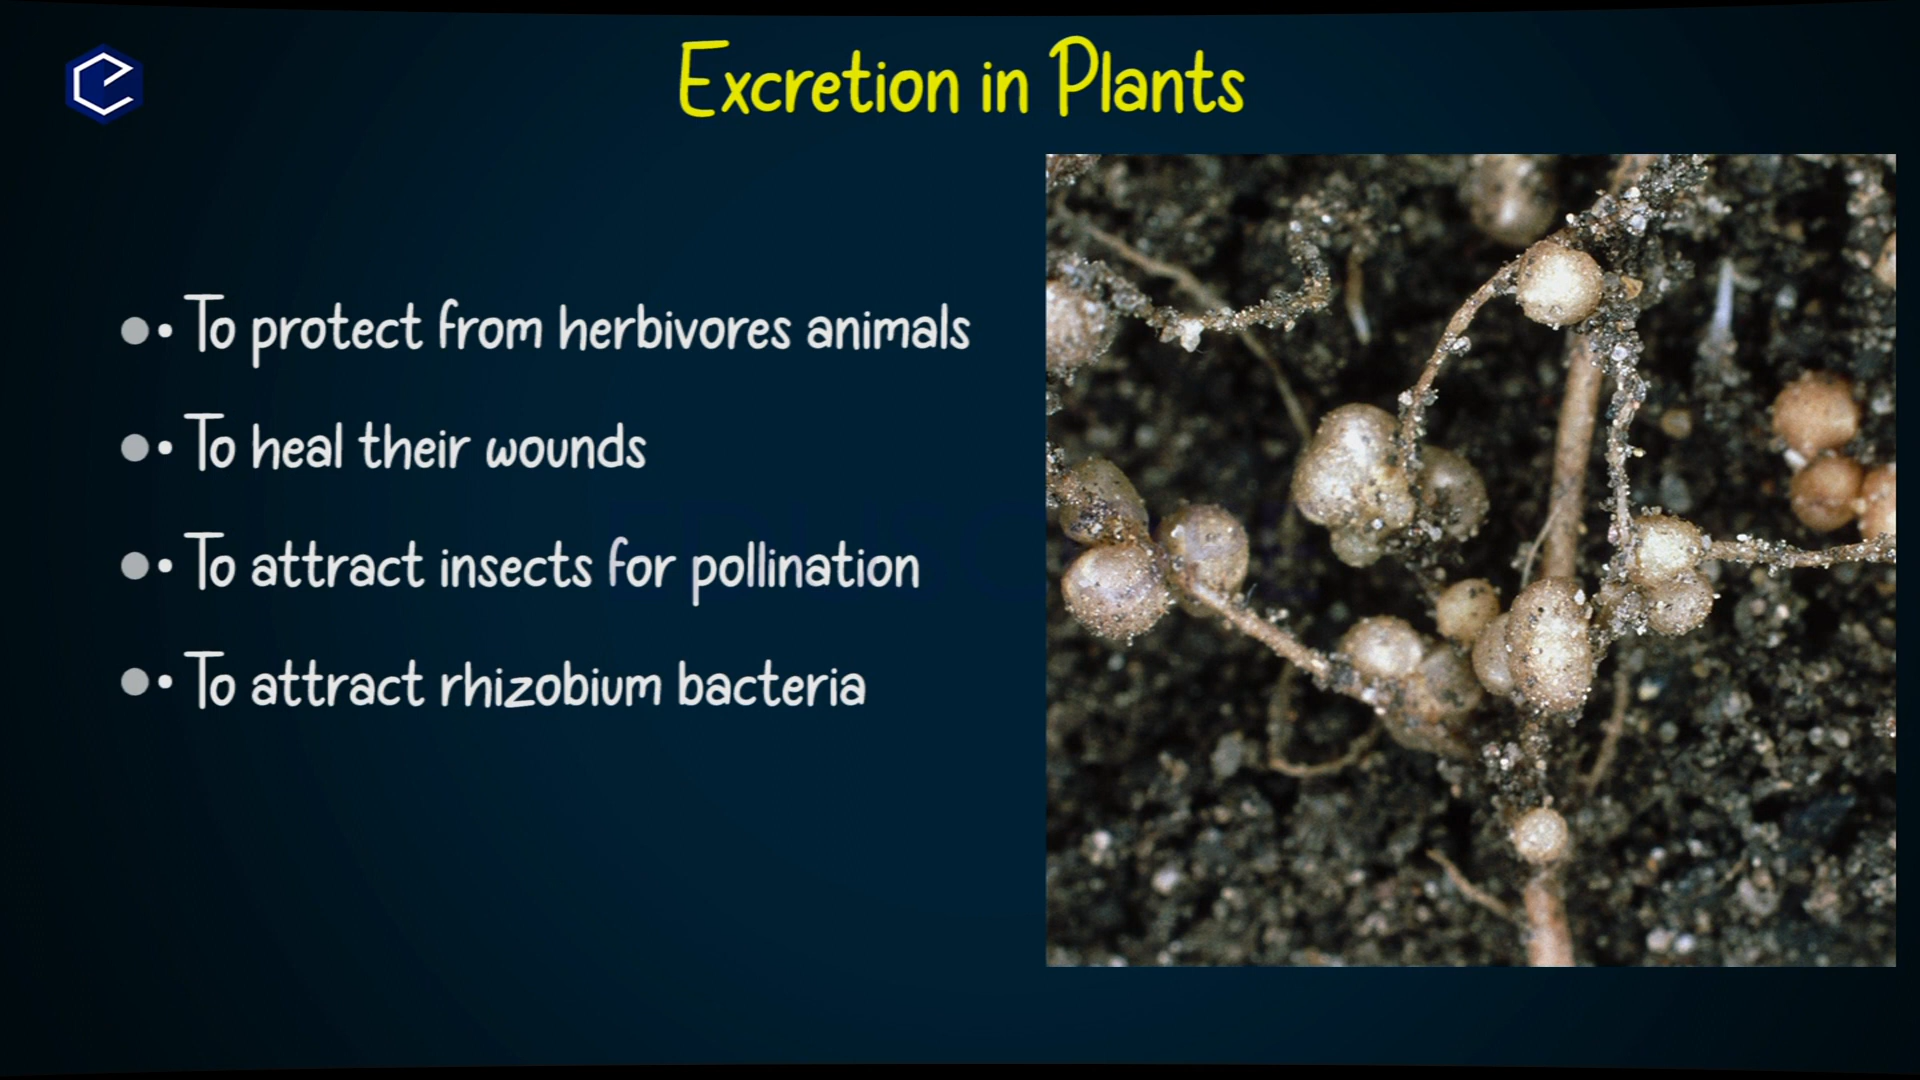 Excretion in Plants
• To protect from herbivores animals
• To heal their wounds
• To attract insects for pollination
• To attract rhizobium bacteria